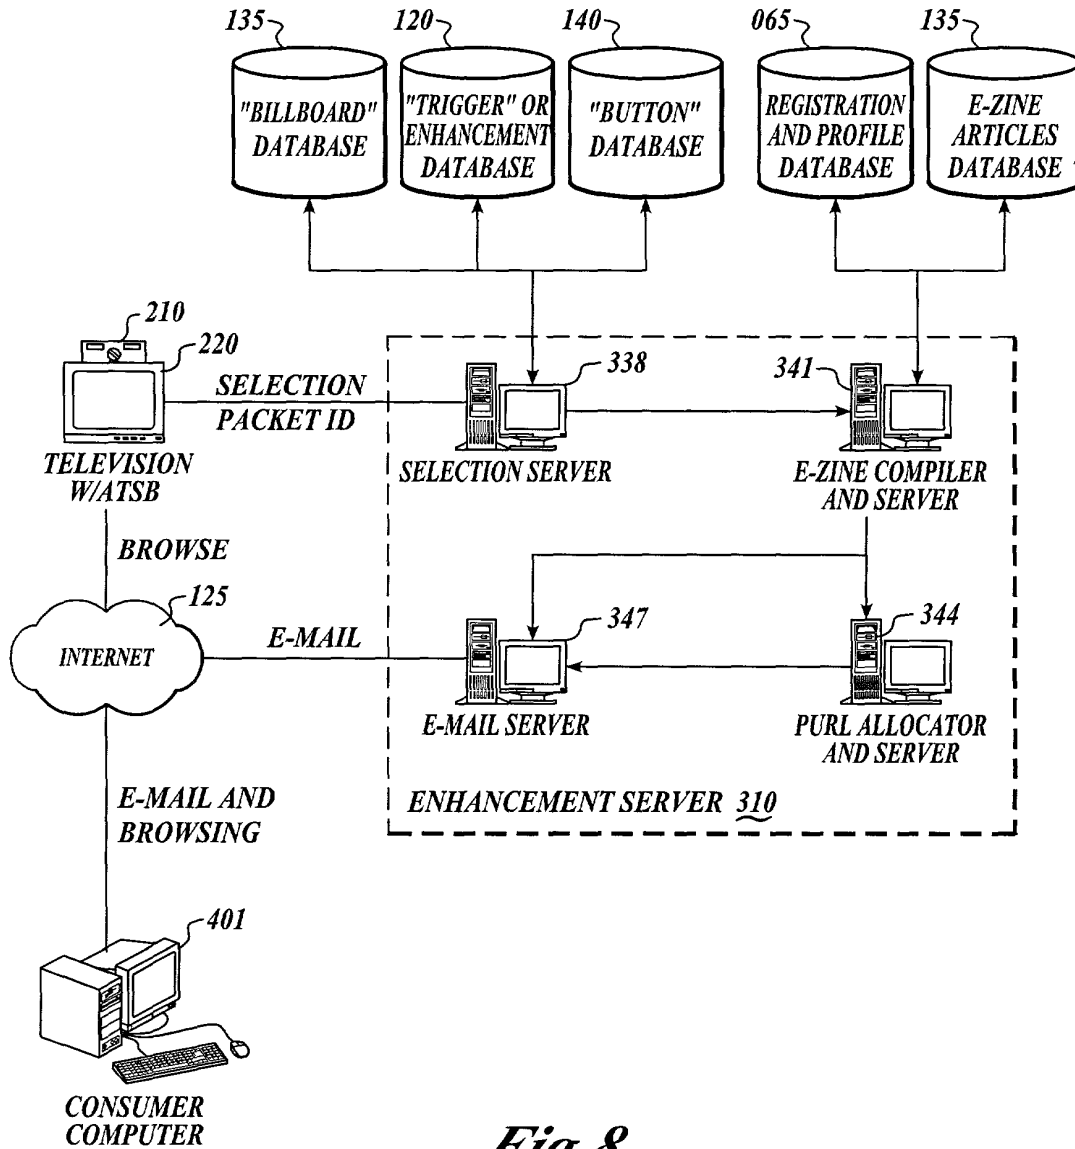 135
120
140
065
135
"BILLBOARD"
DATABASE
"TRIGGER" OR
ENHANCEMENT
DATABASE
"BUTTON"
DATABASE
REGISTRATION
AND PROFILE
DATABASE
E-ZINE
ARTICLES
DATABASE
210
220
SELECTION
PACKET ID
338
341
TELEVISION
W/ATSB
SELECTION SERVER
E-ZINE COMPILER
AND SERVER
BROWSE
125
INTERNET
E-MAIL
347
344
E-MAIL SERVER
PURL ALLOCATOR
AND SERVER
E-MAIL AND
BROWSING
ENHANCEMENT SERVER 310
401
CONSUMER
COMPUTER
Fig. 8